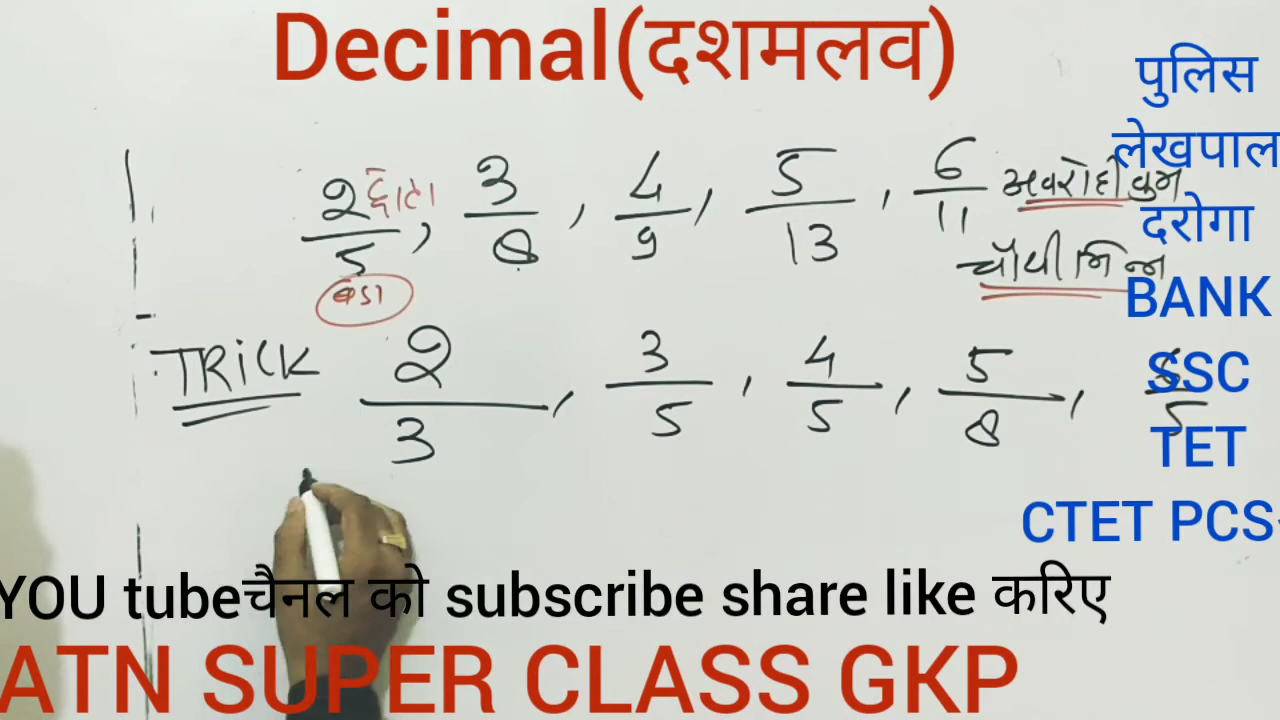 Decimal(दशमलव)
पुलिस
लेखपाल
दरोगा
BANK
SSC
TET
CTET PCS
2/5 , 3/8 , 4/9 , 5/13 , 6/11
छोटा
बड़ा
अवरोही क्रम
चौथी भिन्न
TRiCK 2/3 , 3/5 , 4/5 , 5/8 ,
YOU tubeचैनल को subscribe share like करिए
ATN SUPER CLASS GKP